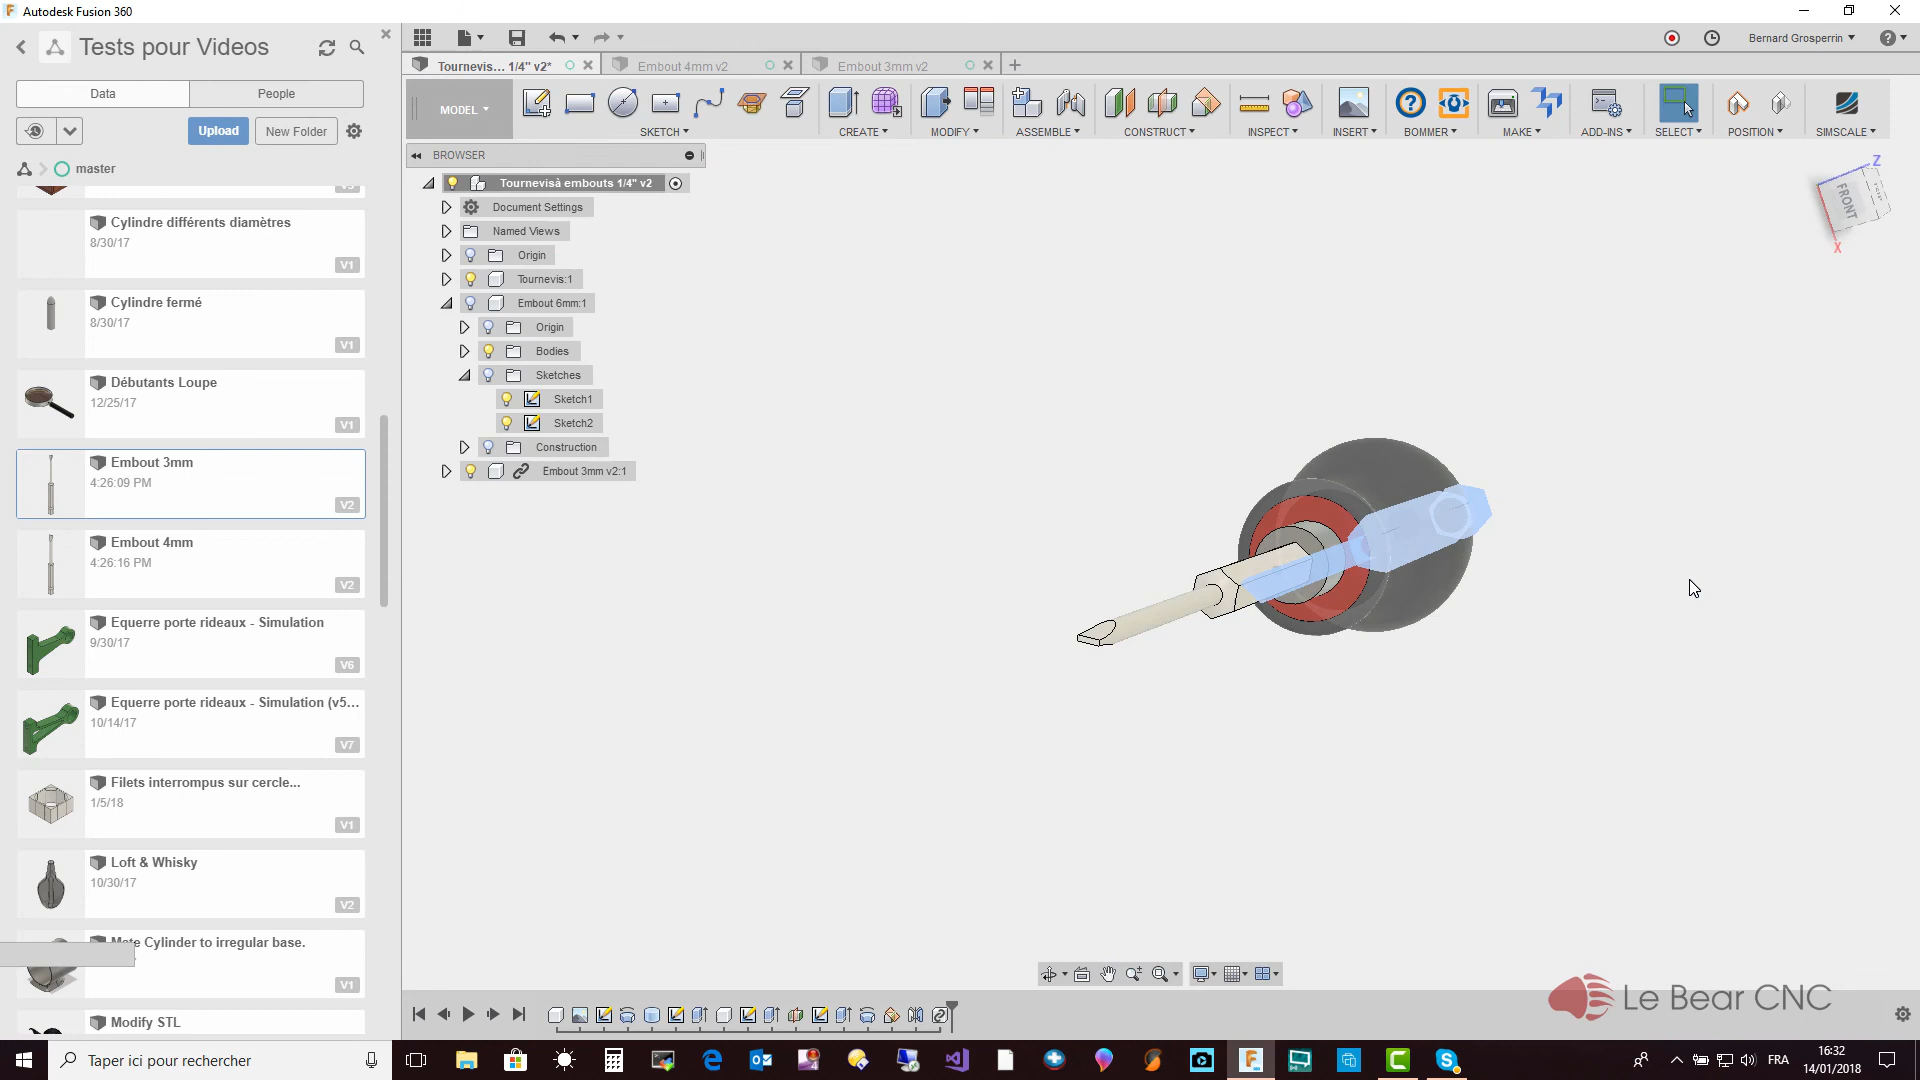 Autodesk Fusion 360
Tests pour Videos
Data
People
Upload
New Folder
master
V3
Cylindre différents diamètres
8/30/17
V1
Cylindre fermé
8/30/17
V1
Débutants Loupe
12/25/17
V1
Embout 3mm
4:26:09 PM
V2
Embout 4mm
4:26:16 PM
V2
Equerre porte rideaux - Simulation
9/30/17
V6
Equerre porte rideaux - Simulation (v5...
10/14/17
V7
Filets interrompus sur cercle...
1/5/18
V1
Loft & Whisky
10/30/17
V2
Mate Cylinder to irregular base.
V1
Modify STL
Bernard Grosperrin
Tournevis... 1/4" v2*
Embout 4mm v2
Embout 3mm v2
MODEL
SKETCH
CREATE
MODIFY
ASSEMBLE
CONSTRUCT
INSPECT
INSERT
BOMMER
MAKE
ADD-INS
SELECT
POSITION
SIMSCALE
BROWSER
Tournevisà embouts 1/4" v2
Document Settings
Named Views
Origin
Tournevis:1
Embout 6mm:1
Origin
Bodies
Sketches
Sketch1
Sketch2
Construction
Embout 3mm v2:1
Z
FRONT
X
Le Bear CNC
Taper ici pour rechercher
FRA
16:32
14/01/2018